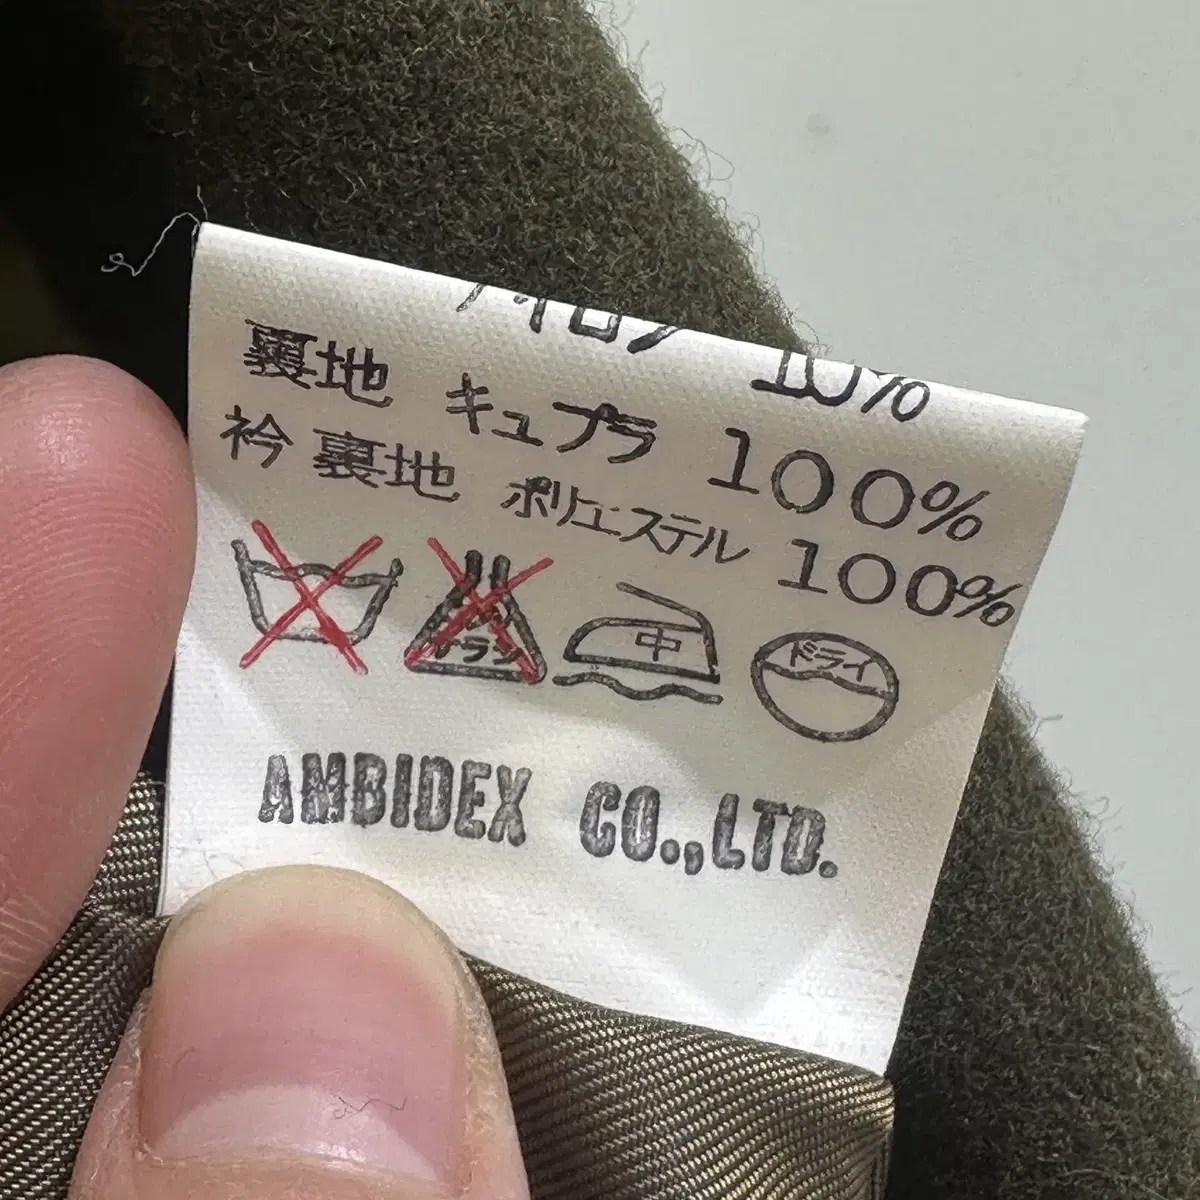 ナイロン 10%
裏地 キュプラ 100%
衿裏地 ポリエステル 100%
中
ドライ
AMBIDEX CO.,LTD.